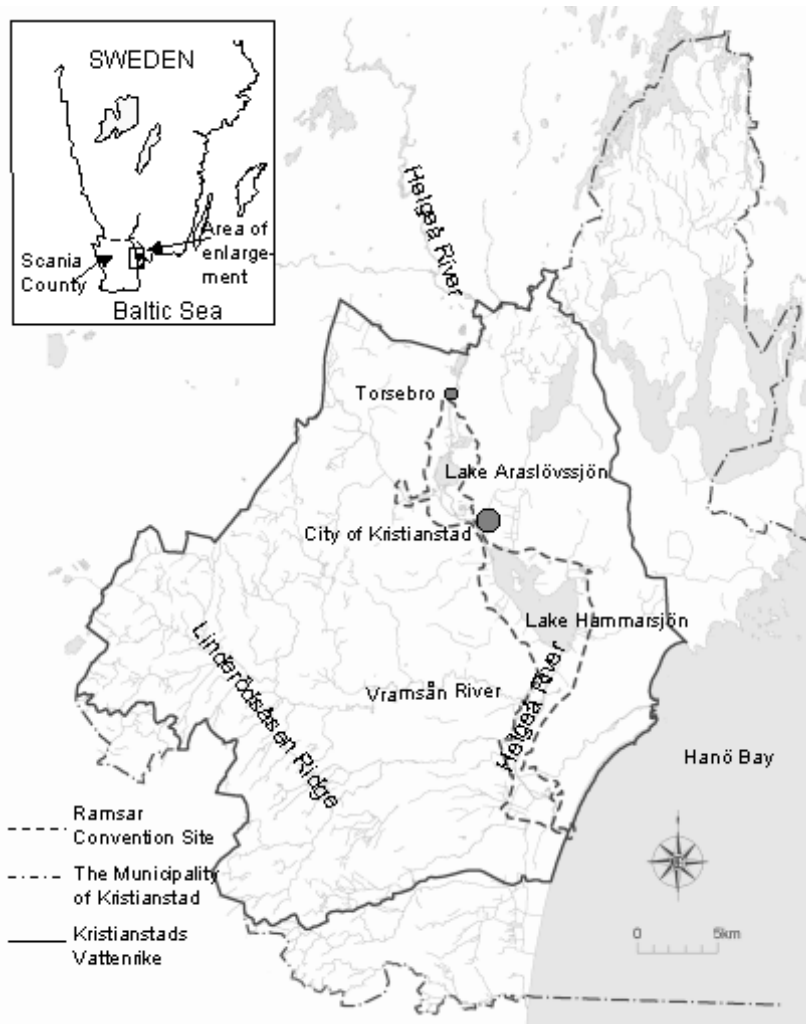 SWEDEN
Area of
enlarge-
ment
Scania
County
Baltic Sea
Helgeå River
Torsebro
Lake Araslövssjön
City of Kristianstad
Lake Hammarsjön
Linderödsåsen Ridge
Vramsån River
Helgeå River
Hanö Bay
Ramsar
Convention Site
The Municipality
of Kristianstad
Kristianstads
Vattenrike
0 5km